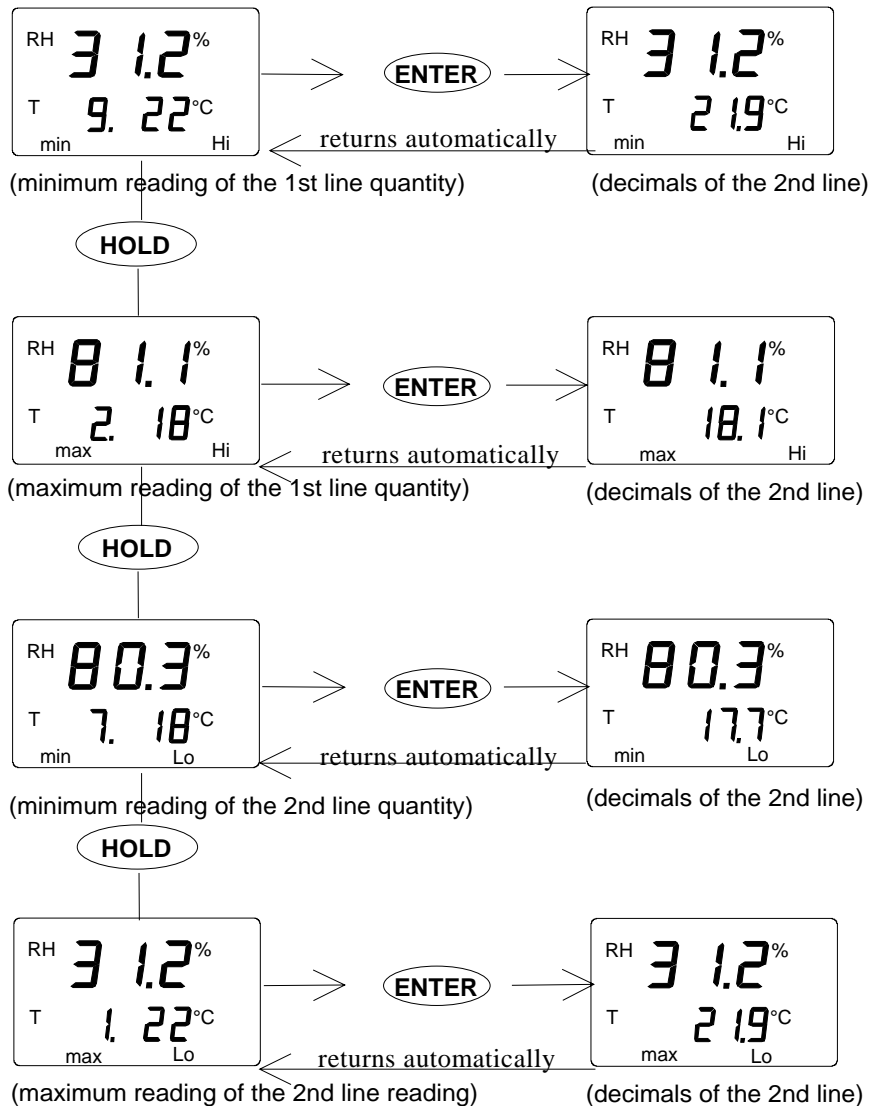 RH 31.2% ENTER RH 31.2%
T 9. 22°C T 21.9°C
min Hi returns automatically min Hi
(minimum reading of the 1st line quantity) (decimals of the 2nd line)
HOLD
RH 81.1% ENTER RH 81.1%
T 2. 18°C T 18.1°C
max Hi returns automatically max Hi
(maximum reading of the 1st line quantity) (decimals of the 2nd line)
HOLD
RH 80.3% ENTER RH 80.3%
T 7. 18°C T 17.7°C
min Lo returns automatically min Lo
(minimum reading of the 2nd line quantity) (decimals of the 2nd line)
HOLD
RH 31.2% ENTER RH 31.2%
T 1. 22°C T 21.9°C
max Lo returns automatically max Lo
(maximum reading of the 2nd line reading) (decimals of the 2nd line)